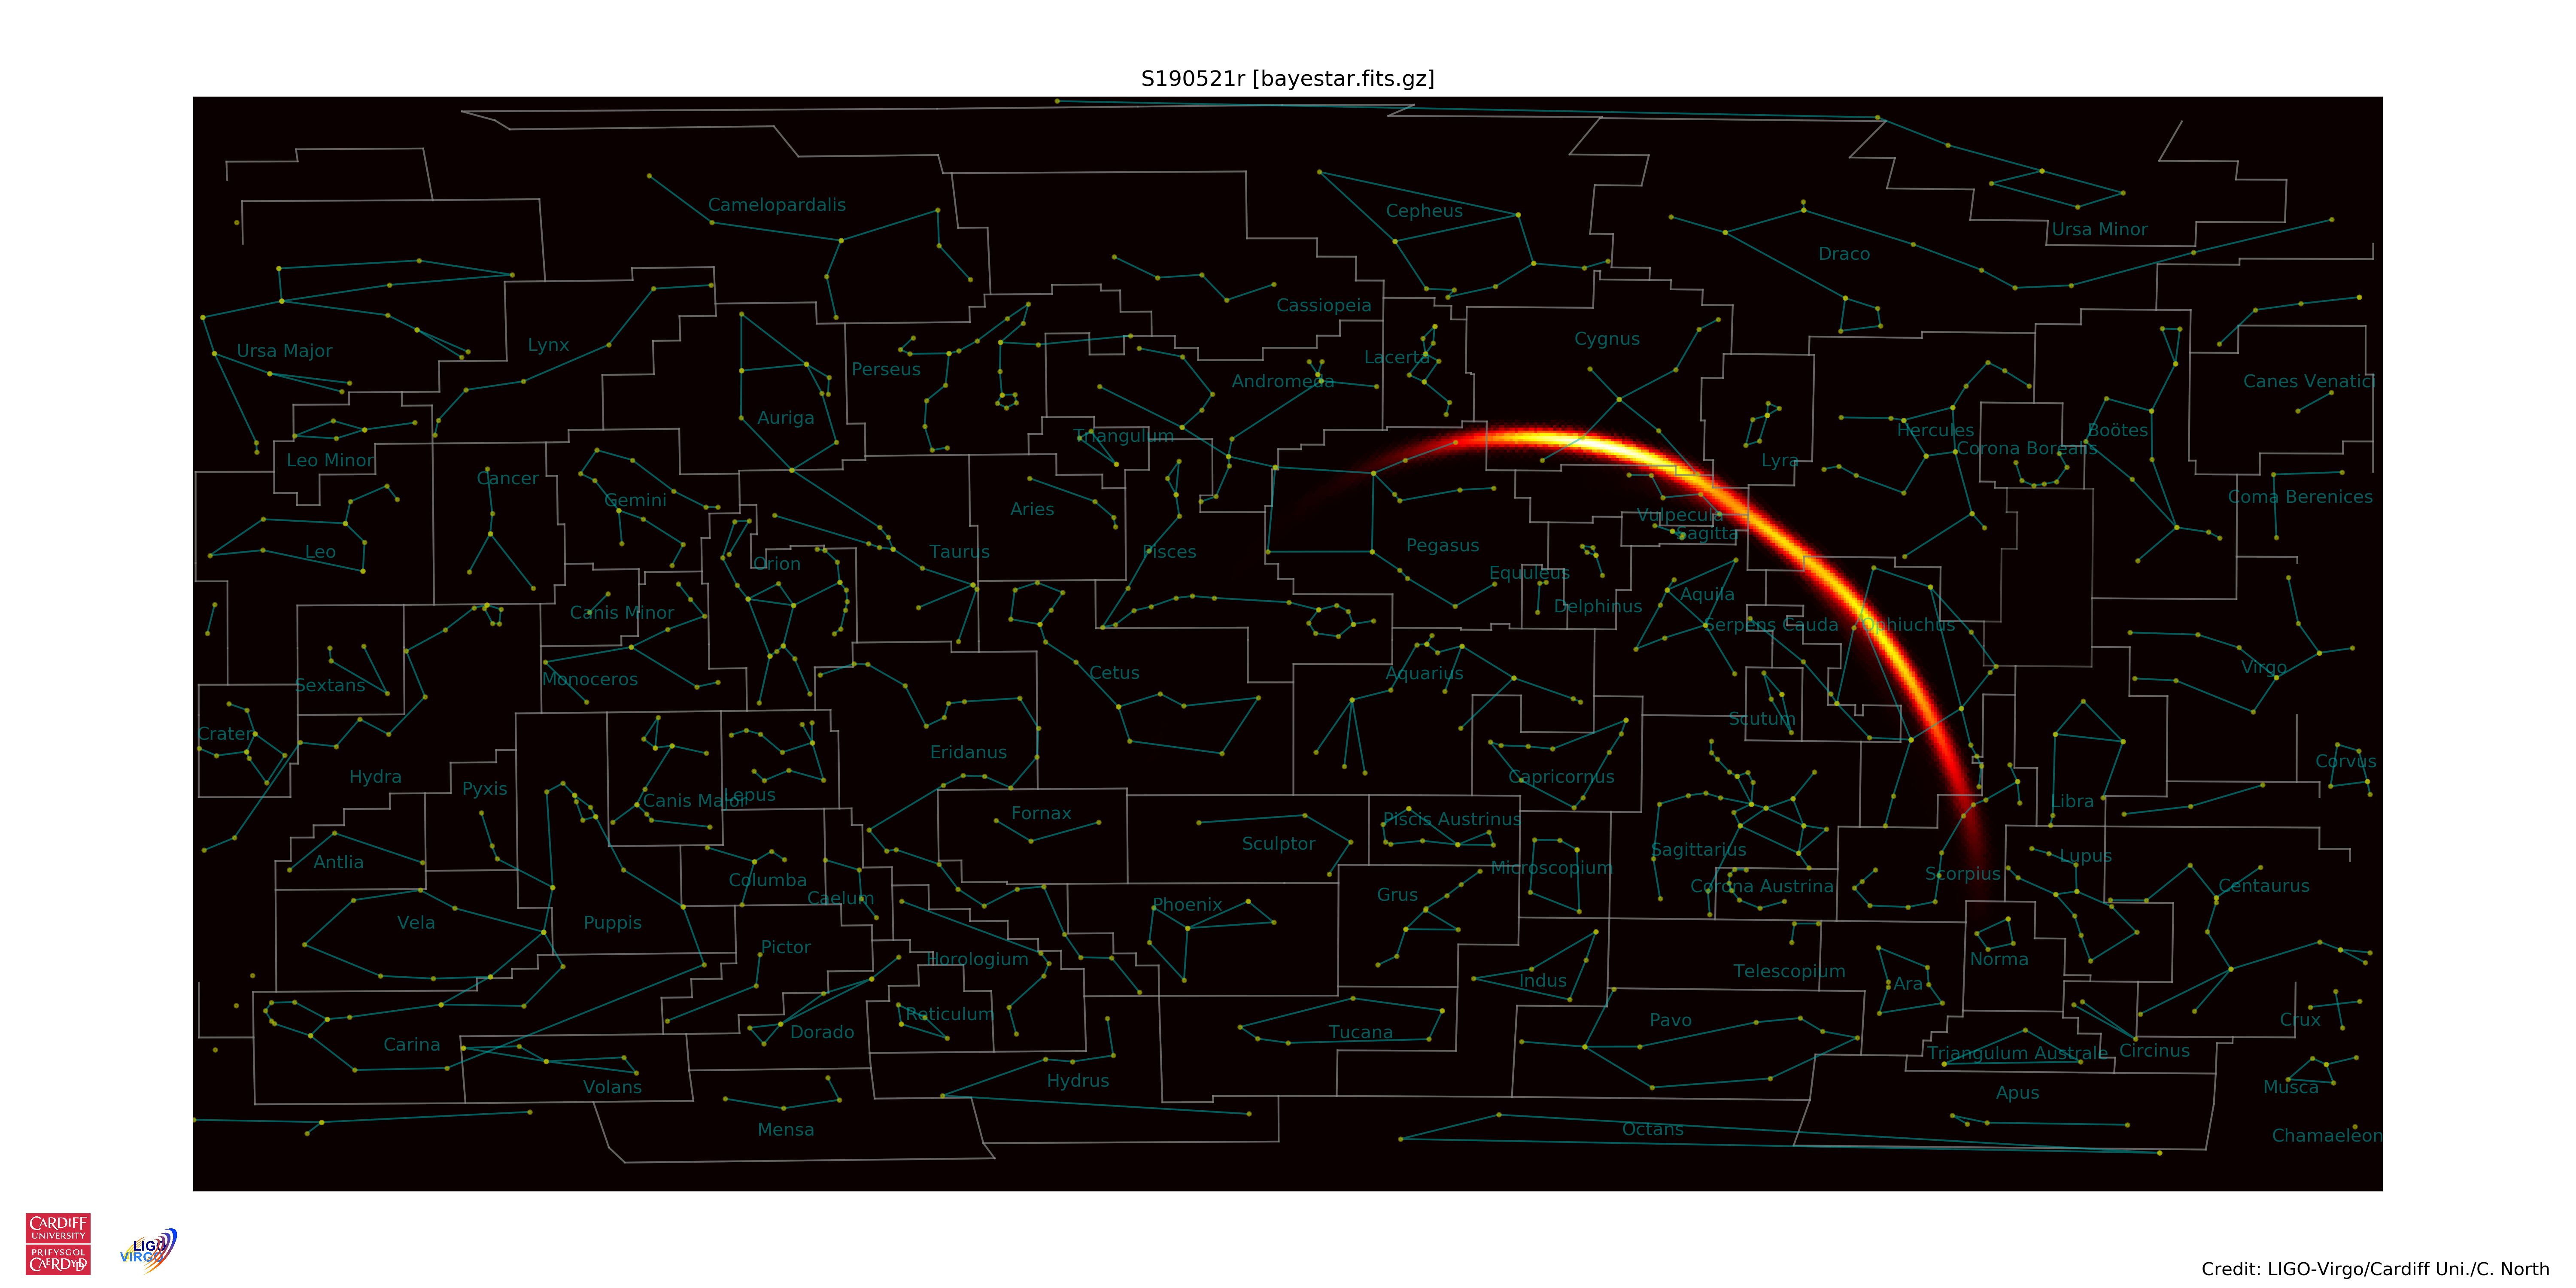 S190521r [bayestar.fits.gz]
Camelopardalis
Cepheus
Ursa Minor
Draco
Cassiopeia
Cygnus
Lynx
Ursa Major
Lacerta
Perseus
Andromeda
Canes Venatici
Auriga
Hercules
Boötes
Triangulum
Corona Borealis
Leo Minor
Lyra
Cancer
Coma Berenices
Gemini
Aries
Vulpecula
Sagitta
Pegasus
Leo
Taurus
Pisces
Orion
Equuleus
Aquila
Delphinus
Canis Minor
Serpens Cauda
Ophiuchus
Virgo
Cetus
Aquarius
Monoceros
Sextans
Scutum
Crater
Eridanus
Corvus
Hydra
Capricornus
Pyxis
Lepus
Canis Major
Libra
Fornax
Piscis Austrinus
Sculptor
Sagittarius
Lupus
Antlia
Microscopium
Scorpius
Columba
Corona Austrina
Centaurus
Grus
Caelum
Phoenix
Vela
Puppis
Pictor
Horologium
Norma
Telescopium
Indus
Ara
Reticulum
Pavo
Crux
Dorado
Tucana
Carina
Circinus
Triangulum Australe
Hydrus
Volans
Musca
Apus
Mensa
Octans
Chamaeleon
CARDIFF
UNIVERSITY
PRIFYSGOL
CAERDYDD
LIGO
VIRGO
Credit: LIGO-Virgo/Cardiff Uni./C. North